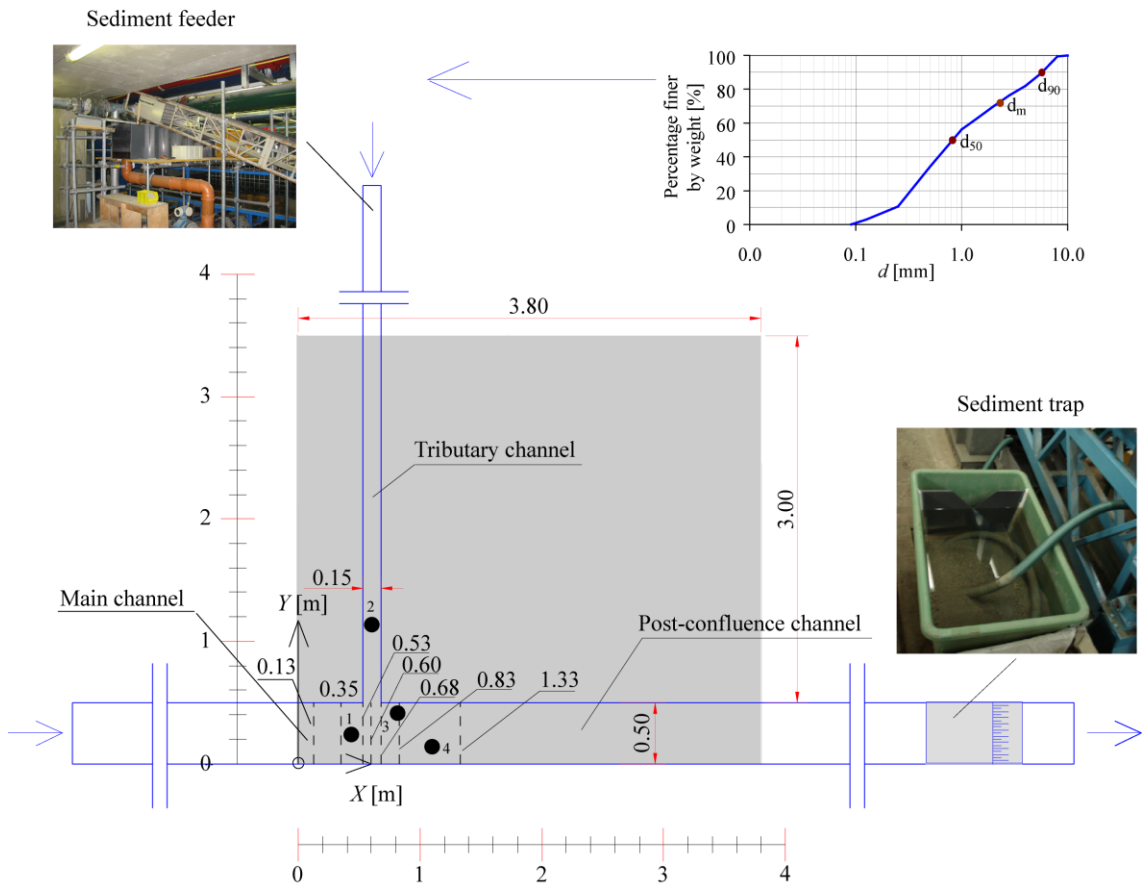 Sediment feeder
Percentage finer
by weight [%]
100
80
60
40
20
0
d90
dm
d50
0.0
0.1
1.0
10.0
d [mm]
4
3
2
1
0
3.80
Tributary channel
3.00
Sediment trap
0.15
Main channel
Y [m]
2
Post-confluence channel
0.13
0.35
0.53
0.60
0.68
0.83
1.33
1
3
4
0.50
X [m]
0
1
2
3
4